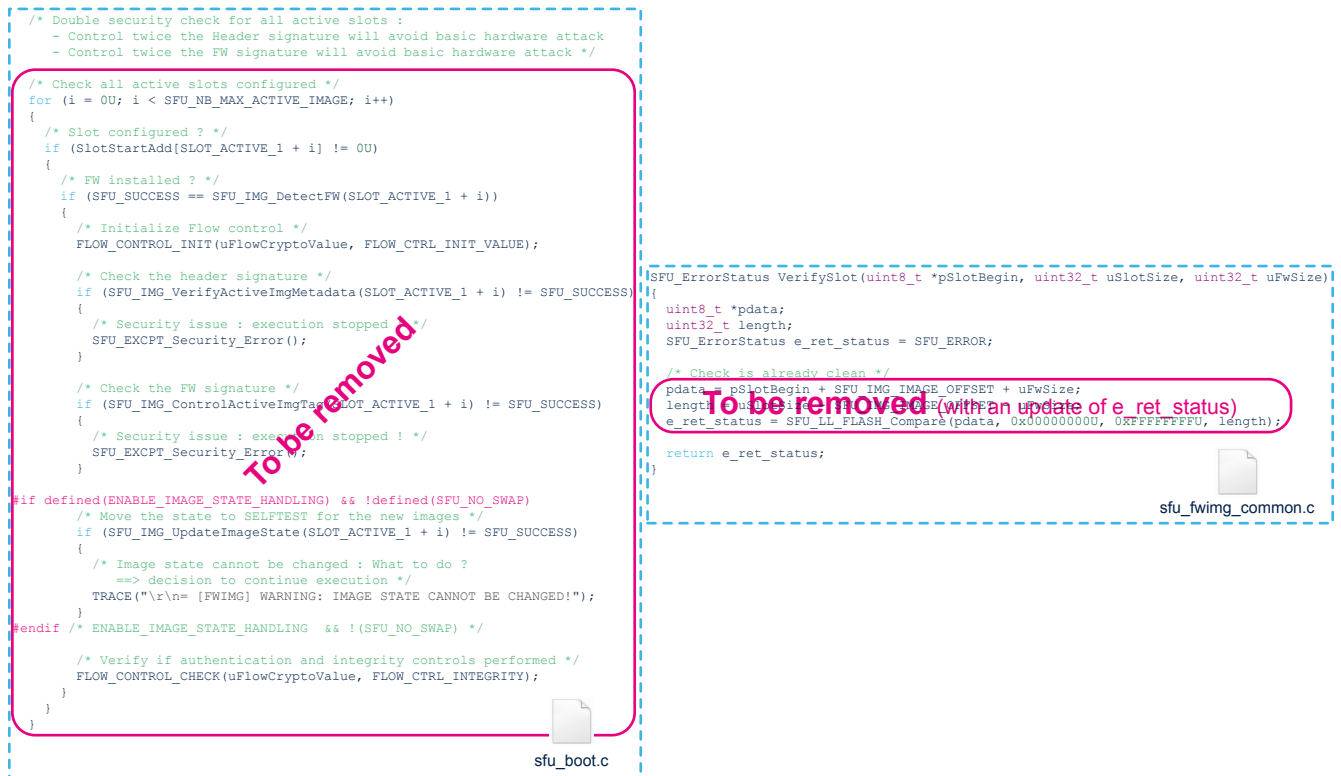 /* Double security check for all active slots :
- Control twice the Header signature will avoid basic hardware attack
- Control twice the FW signature will avoid basic hardware attack */
/* Check all active slots configured */
for (i = 0U; i < SFU_NB_MAX_ACTIVE_IMAGE; i++)
{
/* Slot configured ? */
if (SlotStartAdd[SLOT_ACTIVE_1 + i] != 0U)
{
/* FW installed ? */
if (SFU_SUCCESS == SFU_IMG_DetectFW(SLOT_ACTIVE_1 + i))
{
/* Initialize Flow control */
FLOW_CONTROL_INIT(uFlowCryptoValue, FLOW_CTRL_INIT_VALUE);
/* Check the header signature */
if (SFU_IMG_VerifyActiveImgMetadata(SLOT_ACTIVE_1 + i) != SFU_SUCCESS)
{
/* Security issue : execution stopped */
SFU_EXCPT_Security_Error();
}
/* Check the FW signature */
if (SFU_IMG_ControlActiveImgTag(SLOT_ACTIVE_1 + i) != SFU_SUCCESS)
{
/* Security issue : execution stopped ! */
SFU_EXCPT_Security_Error();
}
#if defined(ENABLE_IMAGE_STATE_HANDLING) && !defined(SFU_NO_SWAP)
/* Move the state to SELFTEST for the new images */
if (SFU_IMG_UpdateImageState(SLOT_ACTIVE_1 + i) != SFU_SUCCESS)
{
/* Image state cannot be changed : What to do ?
==> decision to continue execution */
TRACE("\r\n= [FWIMG] WARNING: IMAGE STATE CANNOT BE CHANGED!");
}
#endif /* ENABLE_IMAGE_STATE_HANDLING && !(SFU_NO_SWAP) */
/* Verify if authentication and integrity controls performed */
FLOW_CONTROL_CHECK(uFlowCryptoValue, FLOW_CTRL_INTEGRITY);
}
}
}
To be removed
sfu_boot.c
SFU_ErrorStatus VerifySlot(uint8_t *pSlotBegin, uint32_t uSlotSize, uint32_t uFwSize)
{
uint8_t *pdata;
uint32_t length;
SFU_ErrorStatus e_ret_status = SFU_ERROR;
/* Check is already clean */
pdata = pSlotBegin + SFU_IMG_IMAGE_OFFSET + uFwSize;
length = uSlotSize - SFU_IMG_IMAGE_OFFSET - uFwSize;
To be removed (with an update of e_ret_status)
e_ret_status = SFU_LL_FLASH_Compare(pdata, 0x00000000U, 0xFFFFFFFFU, length);
return e_ret_status;
}
sfu_fwimg_common.c